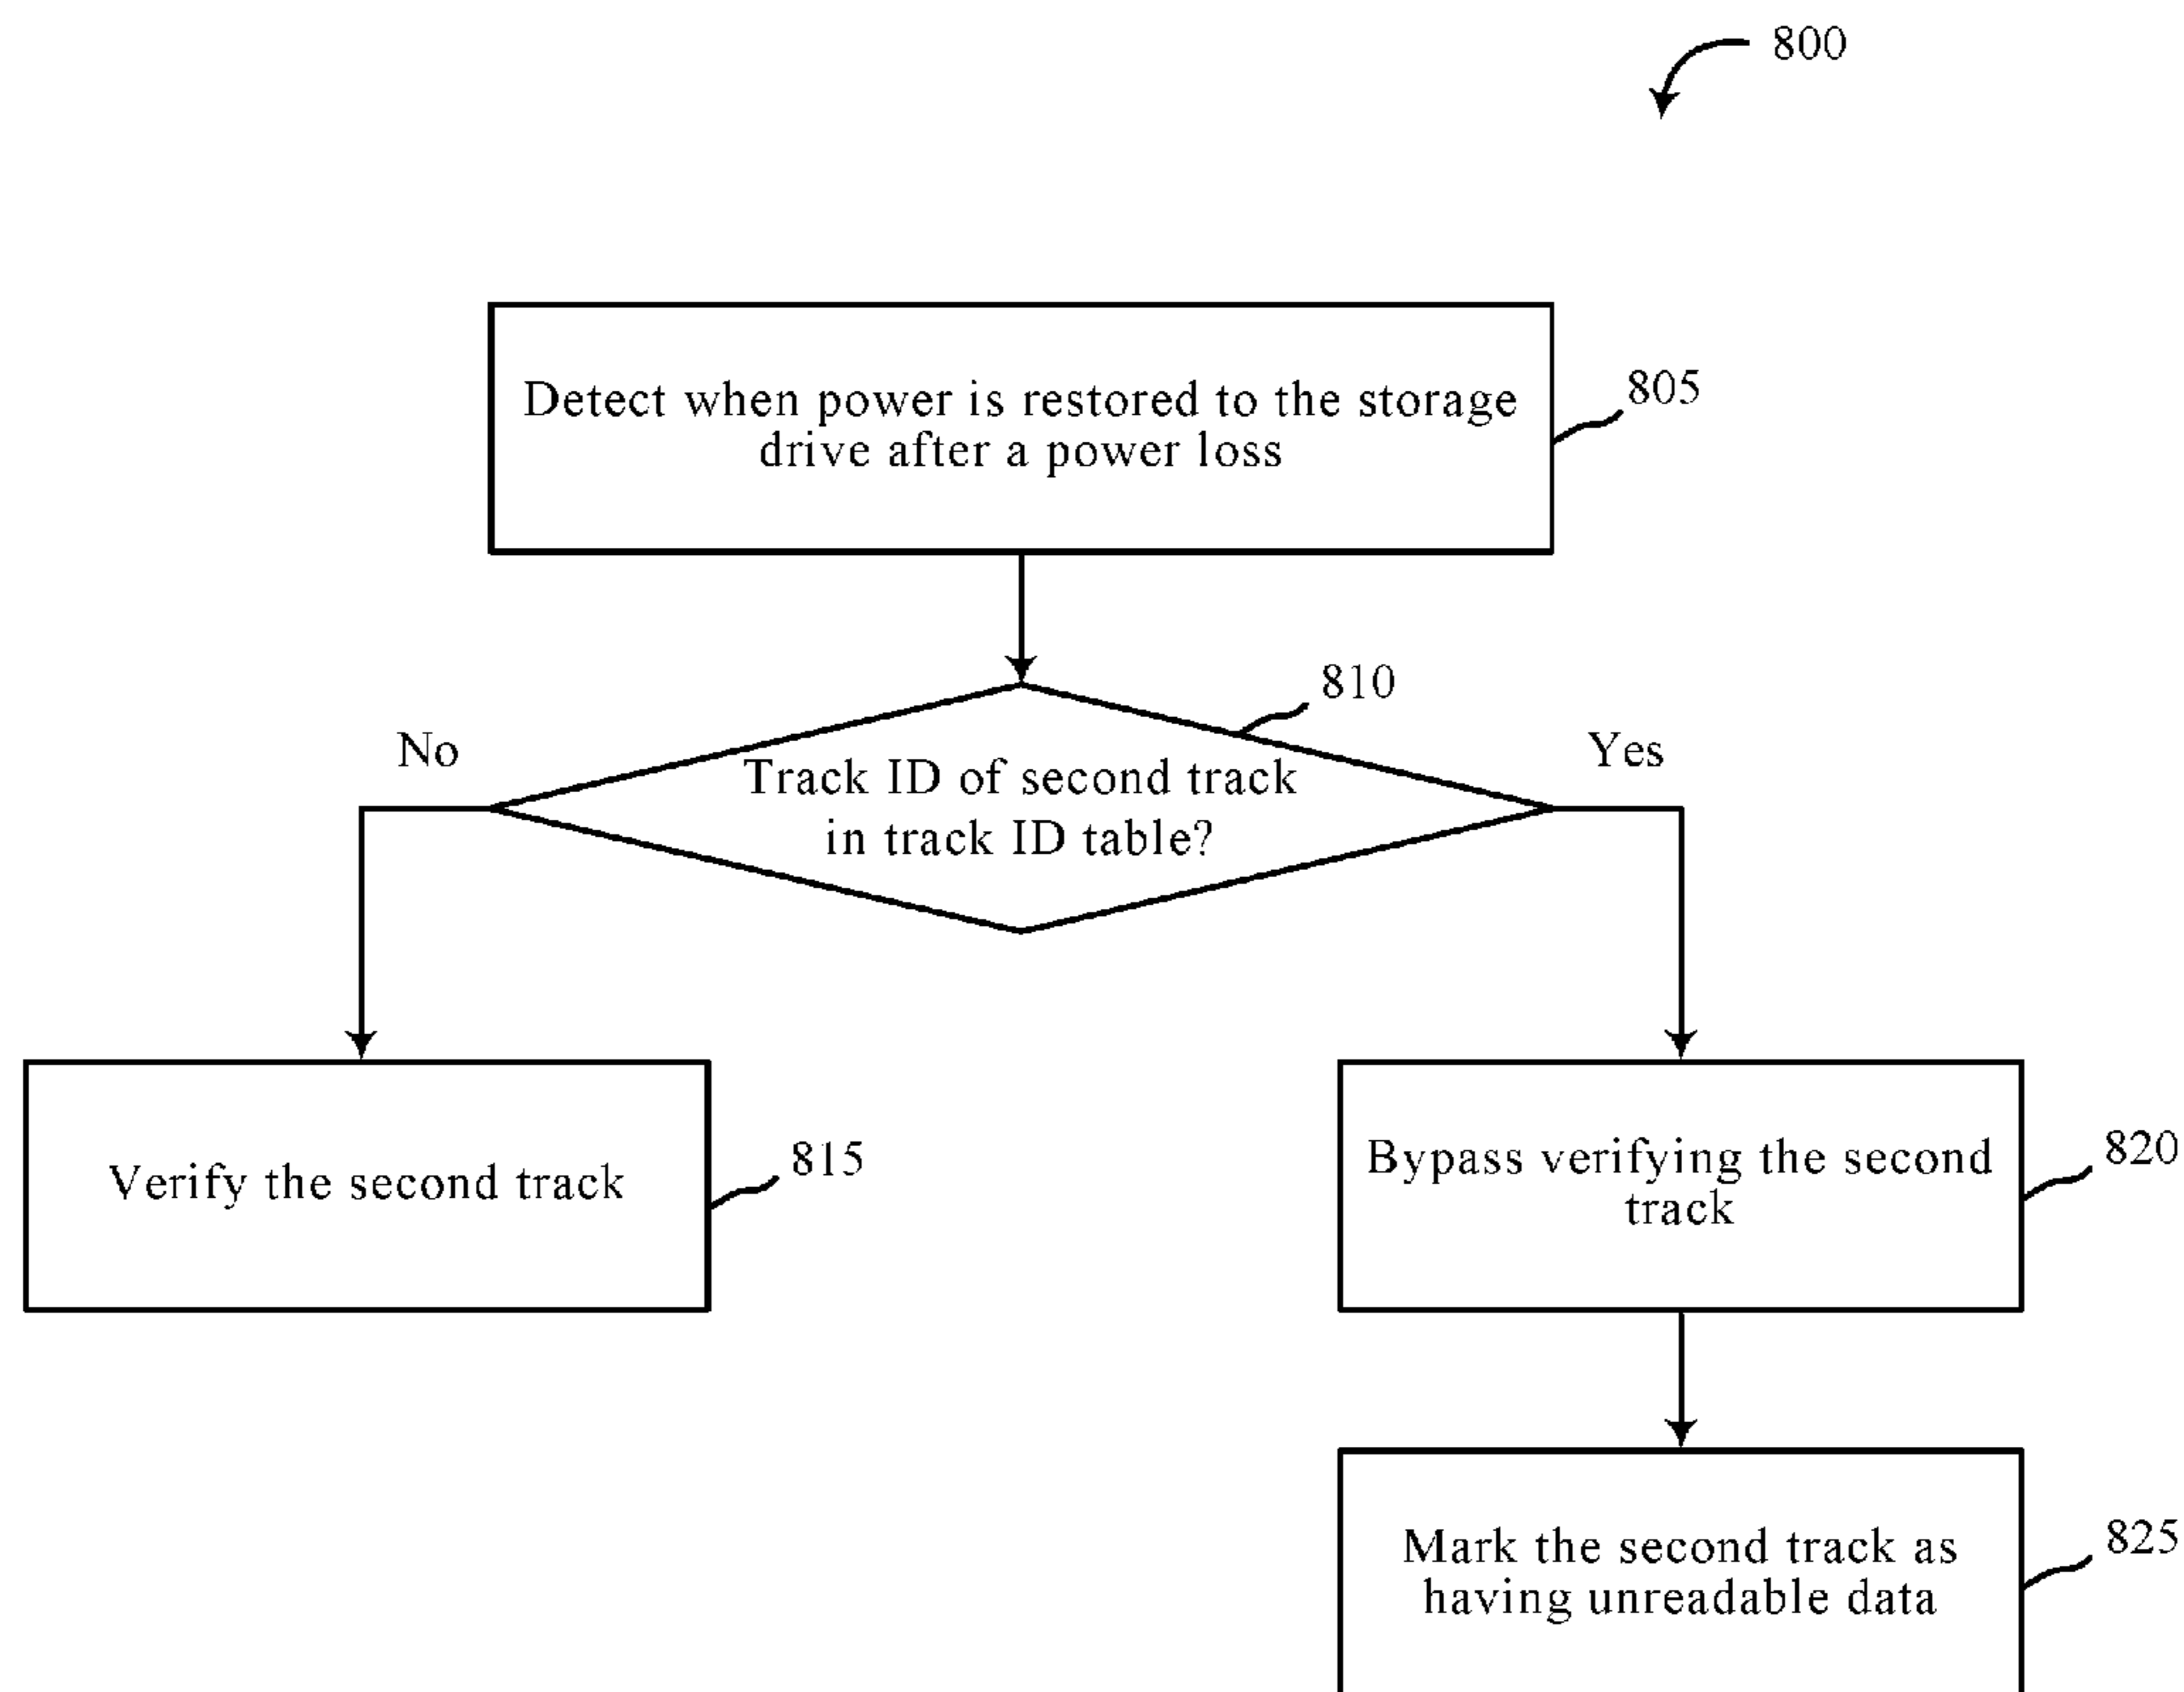 800
Detect when power is restored to the storage
drive after a power loss
805
810
No
Yes
Track ID of second track
in track ID table?
Verify the second track
815
Bypass verifying the second
track
820
Mark the second track as
having unreadable data
825